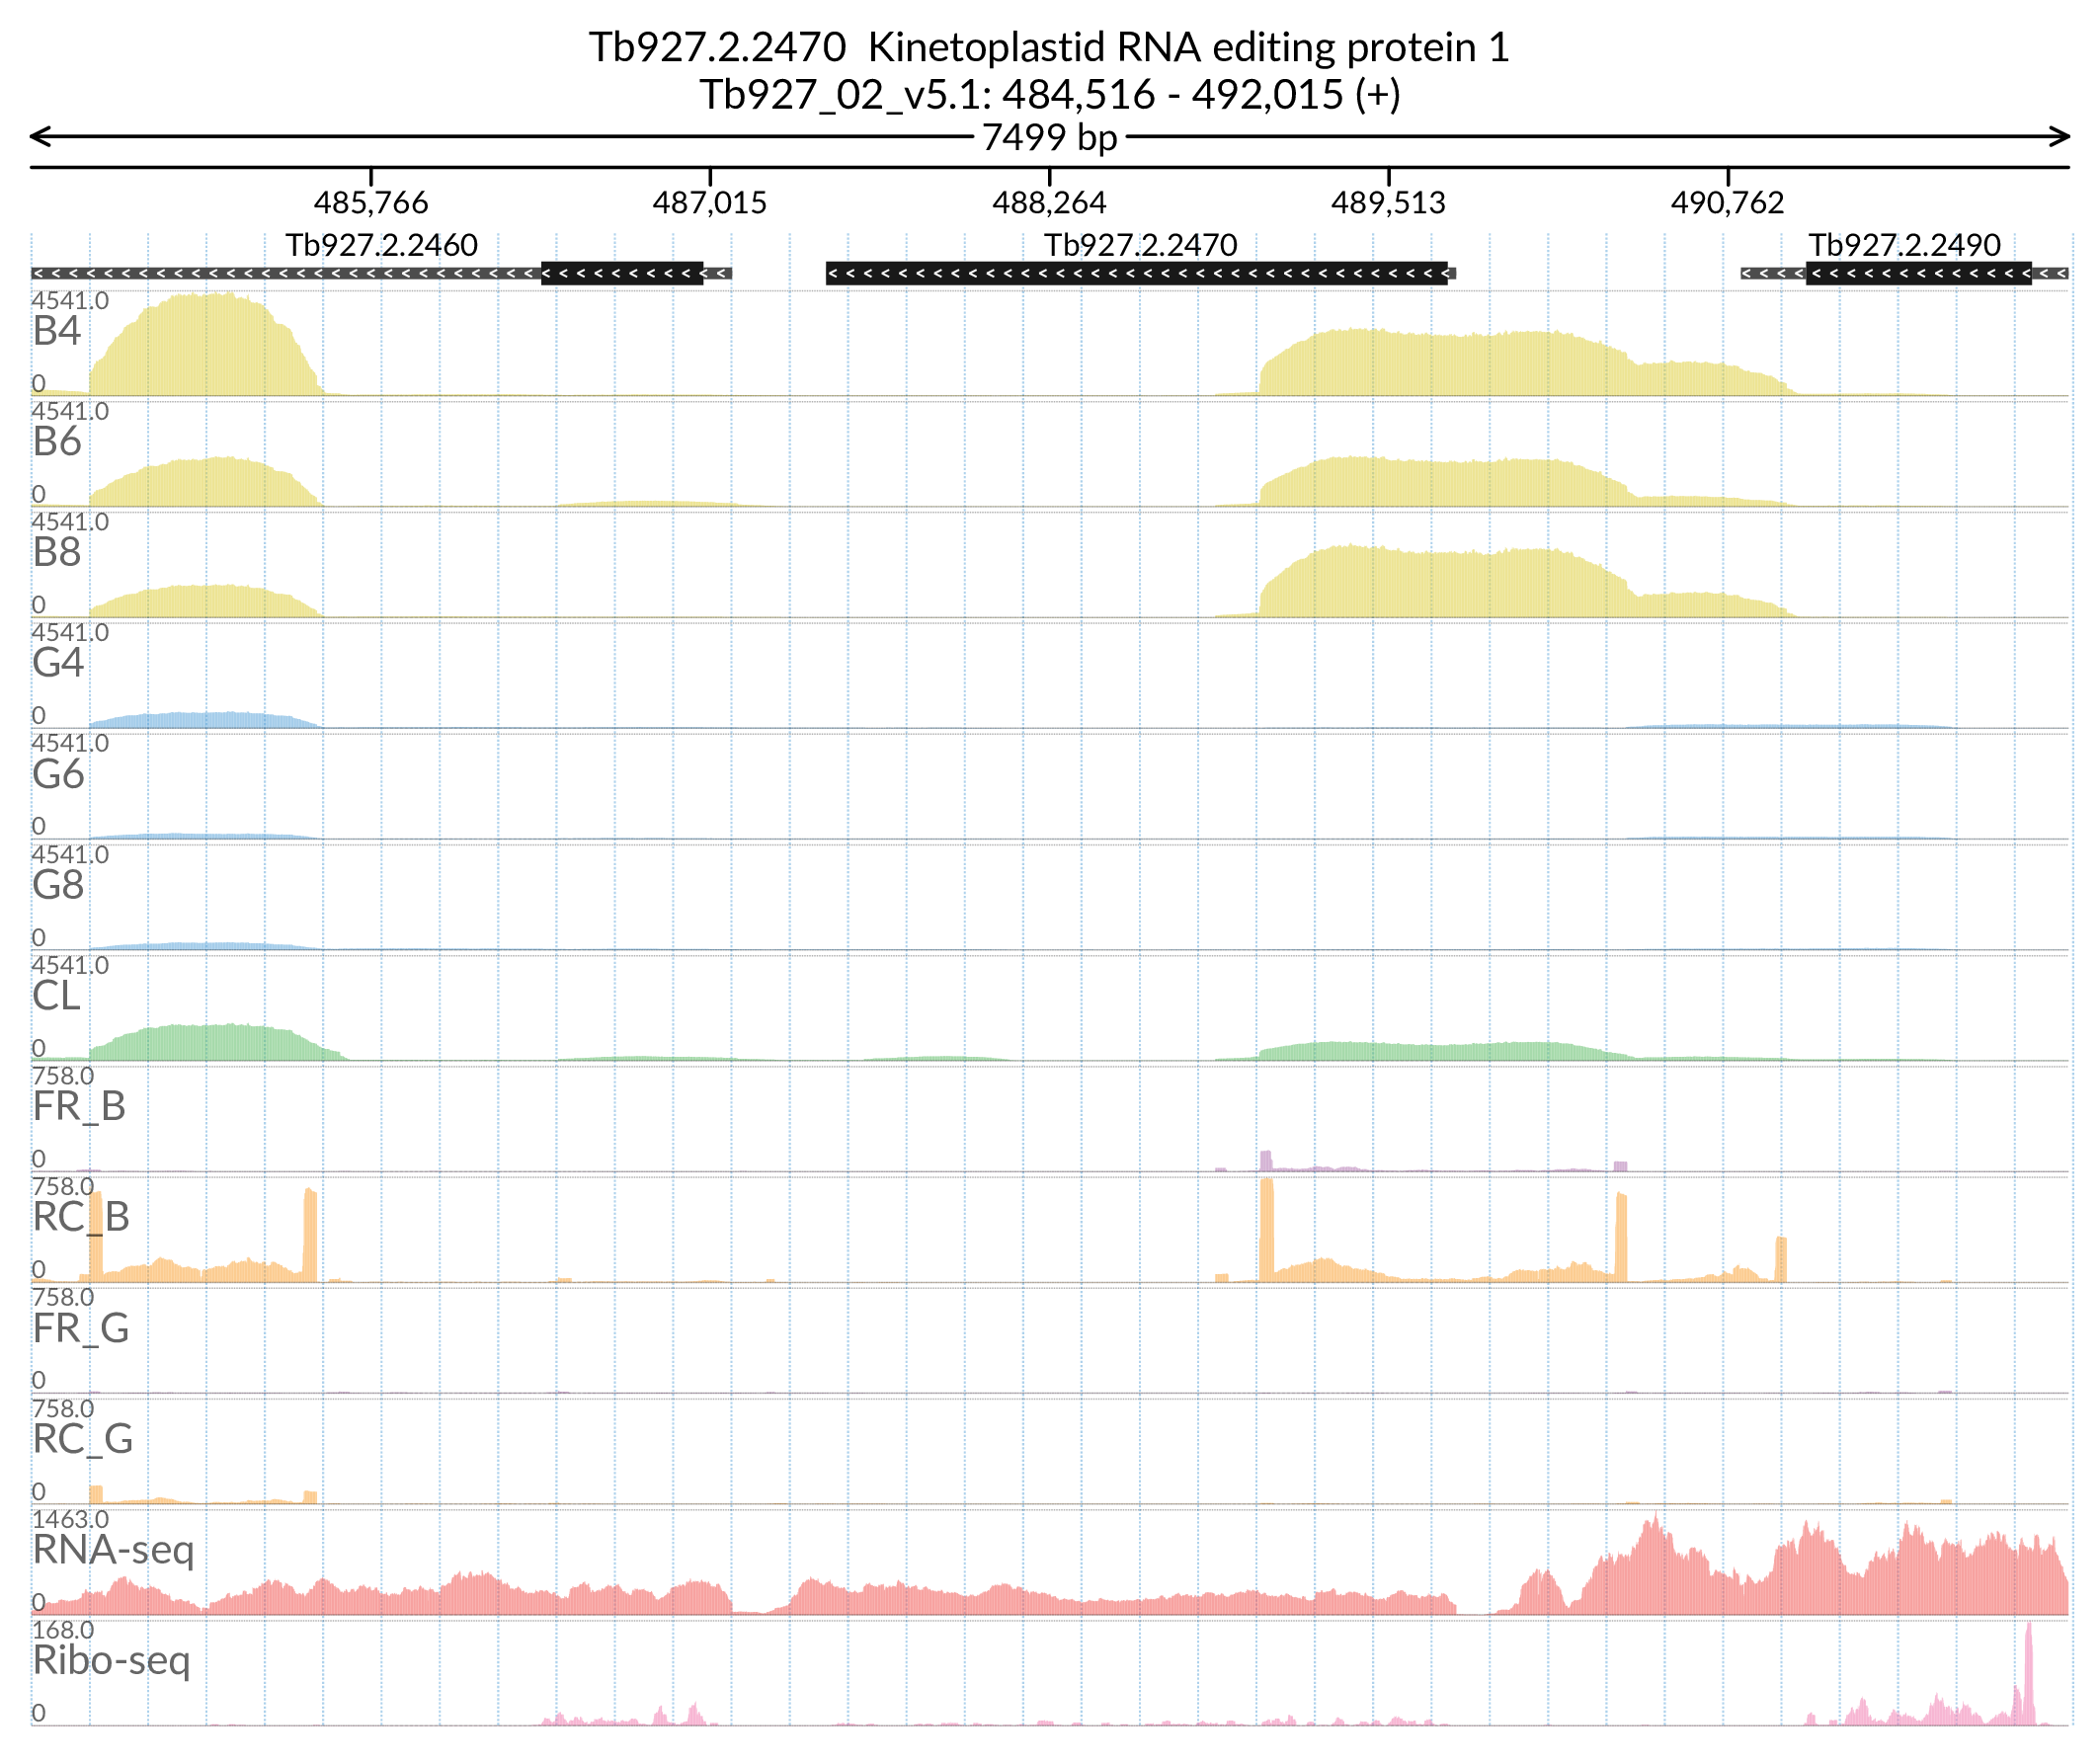 Tb927.2.2470 Kinetoplastid RNA editing protein 1
Tb927_02_v5.1: 484,516 - 492,015 (+)
7499 bp
485,766 487,015 488,264 489,513 490,762
Tb927.2.2460 Tb927.2.2470 Tb927.2.2490
4541.0
B4
0
4541.0
B6
0
4541.0
B8
0
4541.0
G4
0
4541.0
G6
0
4541.0
G8
0
4541.0
CL
0
758.0
FR_B
0
758.0
RC_B
0
758.0
FR_G
0
758.0
RC_G
0
1463.0
RNA-seq
0
168.0
Ribo-seq
0